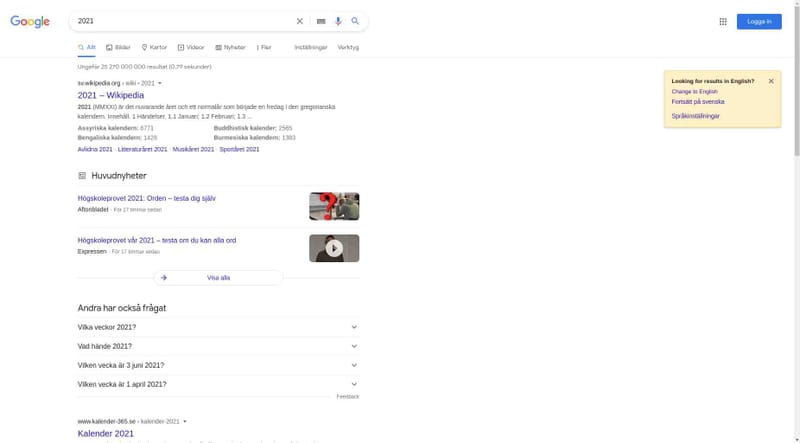 Google
2021
Logga in
Allt Bilder Kartor Videor Nyheter Fler Inställningar Verktyg
Ungefär 25 270 000 000 resultat (0,79 sekunder)
sv.wikipedia.org › wiki › 2021
2021 – Wikipedia
2021 (MMXXI) är det nuvarande året och ett normalår som började en fredag i den gregorianska
kalendern. Innehåll. 1 Händelser. 1.1 Januari; 1.2 Februari; 1.3 ...
Assyriska kalendern: 6771 Buddhistisk kalender: 2565
Bengaliska kalendern: 1428 Burmesiska kalender: 1383
Avlidna 2021 · Litteraturåret 2021 · Musikåret 2021 · Sportåret 2021
Looking for results in English?
Change to English
Fortsätt på svenska
Språkinställningar
Huvudnyheter
Högskoleprovet 2021: Orden – testa dig själv
Aftonbladet · För 17 timmar sedan
Högskoleprovet vår 2021 – testa om du kan alla ord
Expressen · För 17 timmar sedan
Visa alla
Andra har också frågat
Vilka veckor 2021?
Vad hände 2021?
Vilken vecka är 3 juni 2021?
Vilken vecka är 1 april 2021?
Feedback
www.kalender-365.se › kalender-2021
Kalender 2021